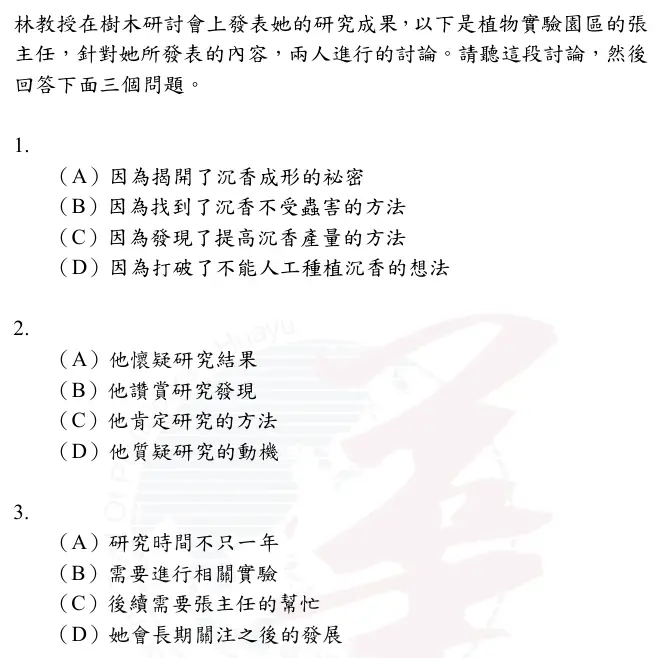 林教授在樹木研討會上發表她的研究成果，以下是植物實驗園區的張
主任，針對她所發表的內容，兩人進行的討論。請聽這段討論，然後
回答下面三個問題。
1.
（A）因為揭開了沉香成形的祕密
（B）因為找到了沉香不受蟲害的方法
（C）因為發現了提高沉香產量的方法
（D）因為打破了不能人工種植沉香的想法
2.
（A）他懷疑研究結果
（B）他讚賞研究發現
（C）他肯定研究的方法
（D）他質疑研究的動機
3.
（A）研究時間不只一年
（B）需要進行相關實驗
（C）後續需要張主任的幫忙
（D）她會長期關注之後的發展